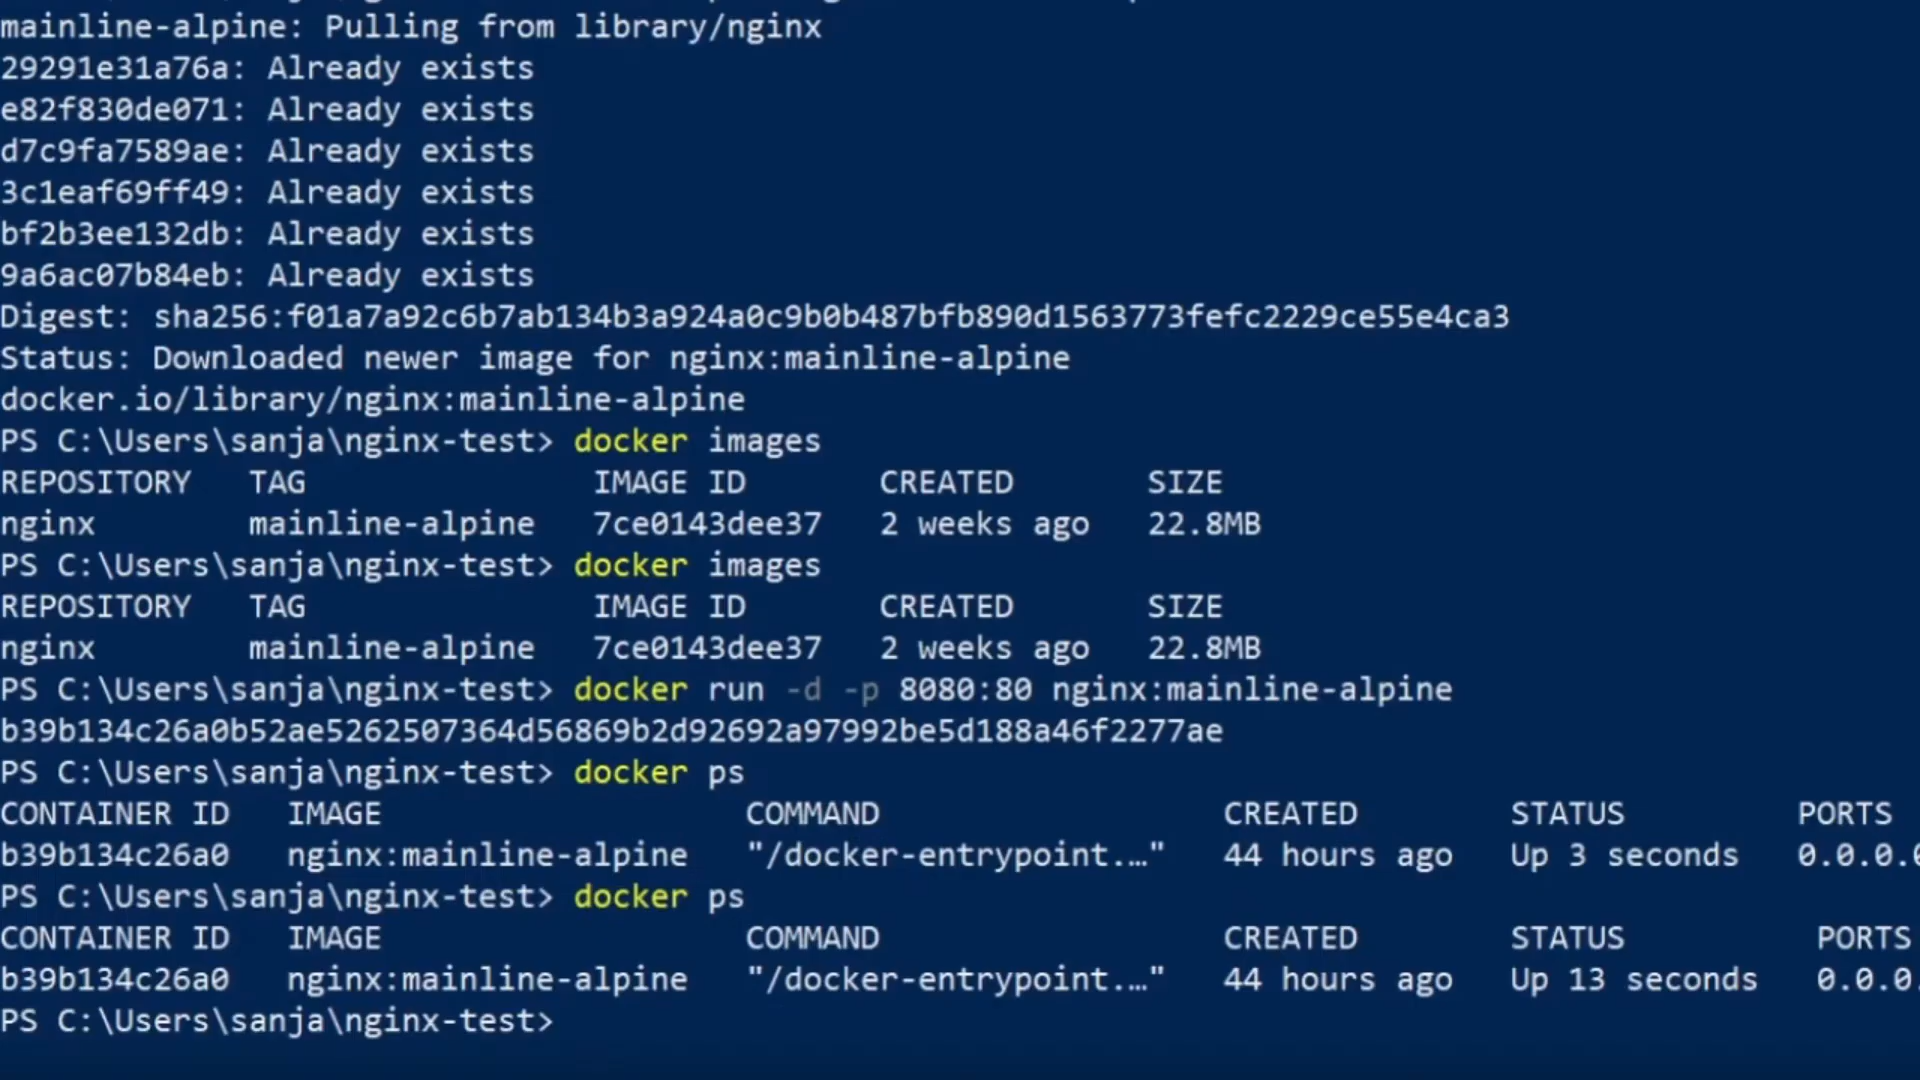 mainline-alpine: Pulling from library/nginx
29291e31a76a: Already exists
e82f830de071: Already exists
d7c9fa7589ae: Already exists
3c1eaf69ff49: Already exists
bf2b3ee132db: Already exists
9a6ac07b84eb: Already exists
Digest: sha256:f01a7a92c6b7ab134b3a924a0c9b0b487bfb890d1563773fefc2229ce55e4ca3
Status: Downloaded newer image for nginx:mainline-alpine
docker.io/library/nginx:mainline-alpine
PS C:\Users\sanja\nginx-test> docker images
REPOSITORY   TAG               IMAGE ID       CREATED       SIZE
nginx        mainline-alpine   7ce0143dee37   2 weeks ago   22.8MB
PS C:\Users\sanja\nginx-test> docker images
REPOSITORY   TAG               IMAGE ID       CREATED       SIZE
nginx        mainline-alpine   7ce0143dee37   2 weeks ago   22.8MB
PS C:\Users\sanja\nginx-test> docker run -d -p 8080:80 nginx:mainline-alpine
b39b134c26a0b52ae5262507364d56869b2d92692a97992be5d188a46f2277ae
PS C:\Users\sanja\nginx-test> docker ps
CONTAINER ID   IMAGE                   COMMAND                  CREATED        STATUS         PORTS
b39b134c26a0   nginx:mainline-alpine   "/docker-entrypoint.…"   44 hours ago   Up 3 seconds   0.0.0.0
PS C:\Users\sanja\nginx-test> docker ps
CONTAINER ID   IMAGE                   COMMAND                  CREATED        STATUS          PORTS
b39b134c26a0   nginx:mainline-alpine   "/docker-entrypoint.…"   44 hours ago   Up 13 seconds   0.0.0.
PS C:\Users\sanja\nginx-test>